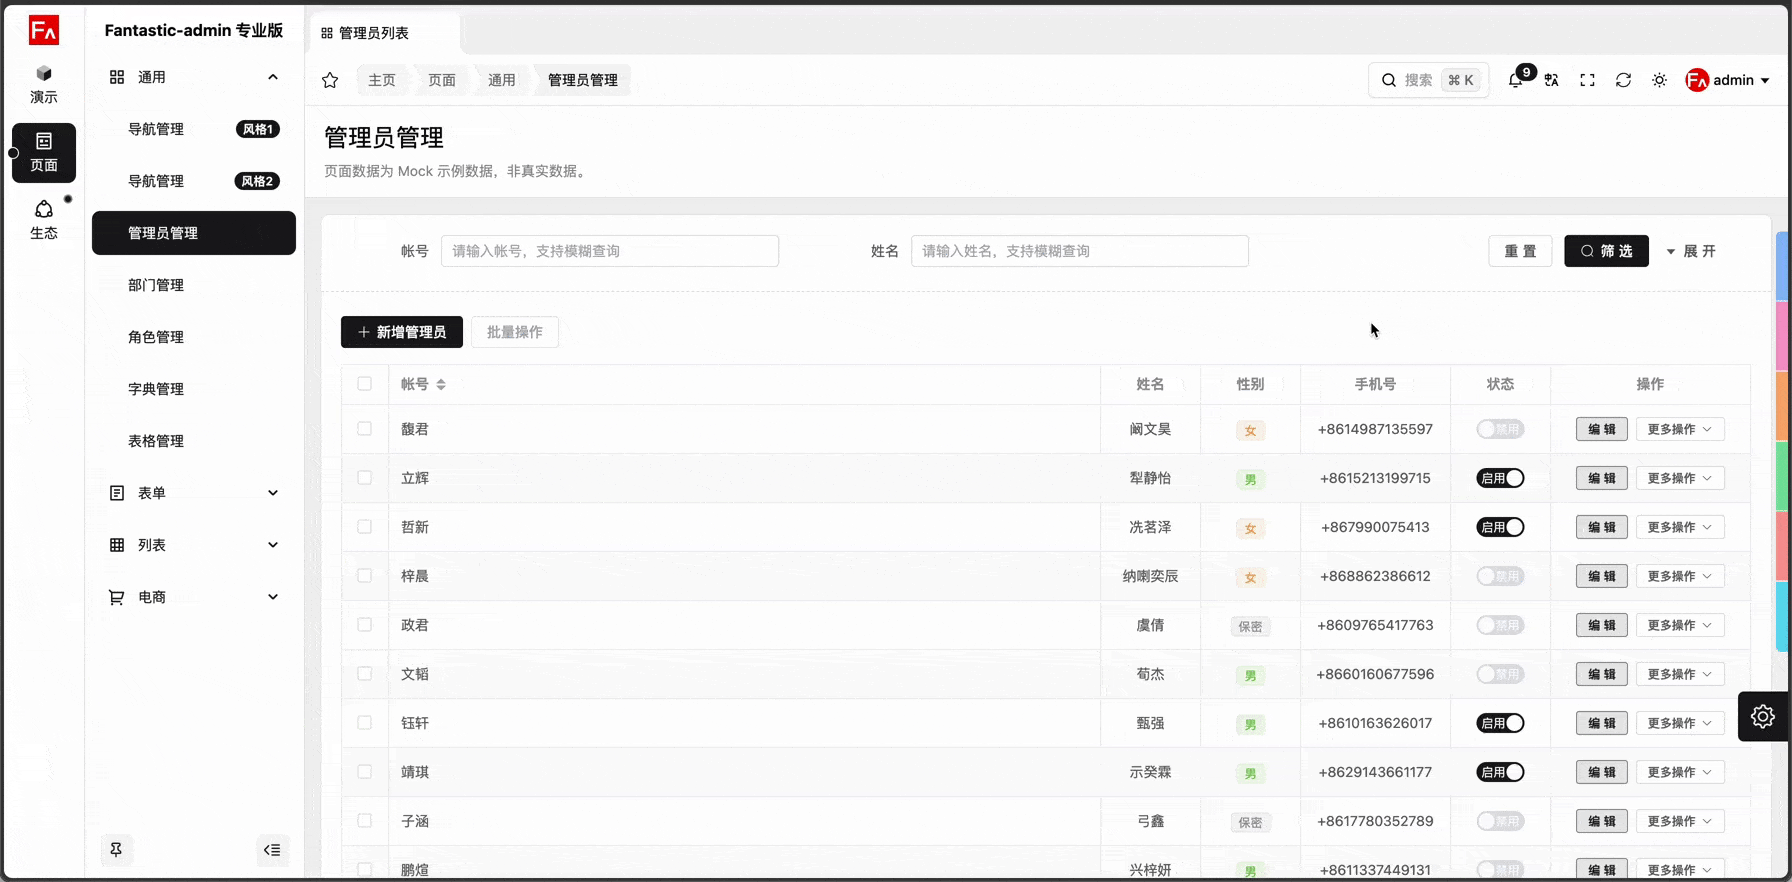 FA
Fantastic-admin 专业版
管理员列表
演示
页面
生态
通用
导航管理 风格1
导航管理 风格2
管理员管理
部门管理
角色管理
字典管理
表格管理
表单
列表
电商
主页 页面 通用 管理员管理
搜索 ⌘ K
9
FA admin
管理员管理
页面数据为 Mock 示例数据，非真实数据。
帐号 请输入帐号，支持模糊查询 姓名 请输入姓名，支持模糊查询 重 置 筛 选 展 开
新增管理员 批量操作
帐号 姓名 性别 手机号 状态 操作
馥君 阚文昊 女 +8614987135597 禁用 编 辑 更多操作
立辉 犁静怡 男 +8615213199715 启用 编 辑 更多操作
哲新 冼茗泽 女 +867990075413 启用 编 辑 更多操作
梓晨 纳喇奕辰 女 +868862386612 禁用 编 辑 更多操作
政君 虞倩 保密 +8609765417763 禁用 编 辑 更多操作
文韬 荀杰 男 +8660160677596 禁用 编 辑 更多操作
钰轩 甄强 男 +8610163626017 启用 编 辑 更多操作
靖琪 示癸霖 男 +8629143661177 启用 编 辑 更多操作
子涵 弓鑫 保密 +8617780352789 禁用 编 辑 更多操作
鹏煊 兴梓妍 男 +8611337449131 禁用 编 辑 更多操作